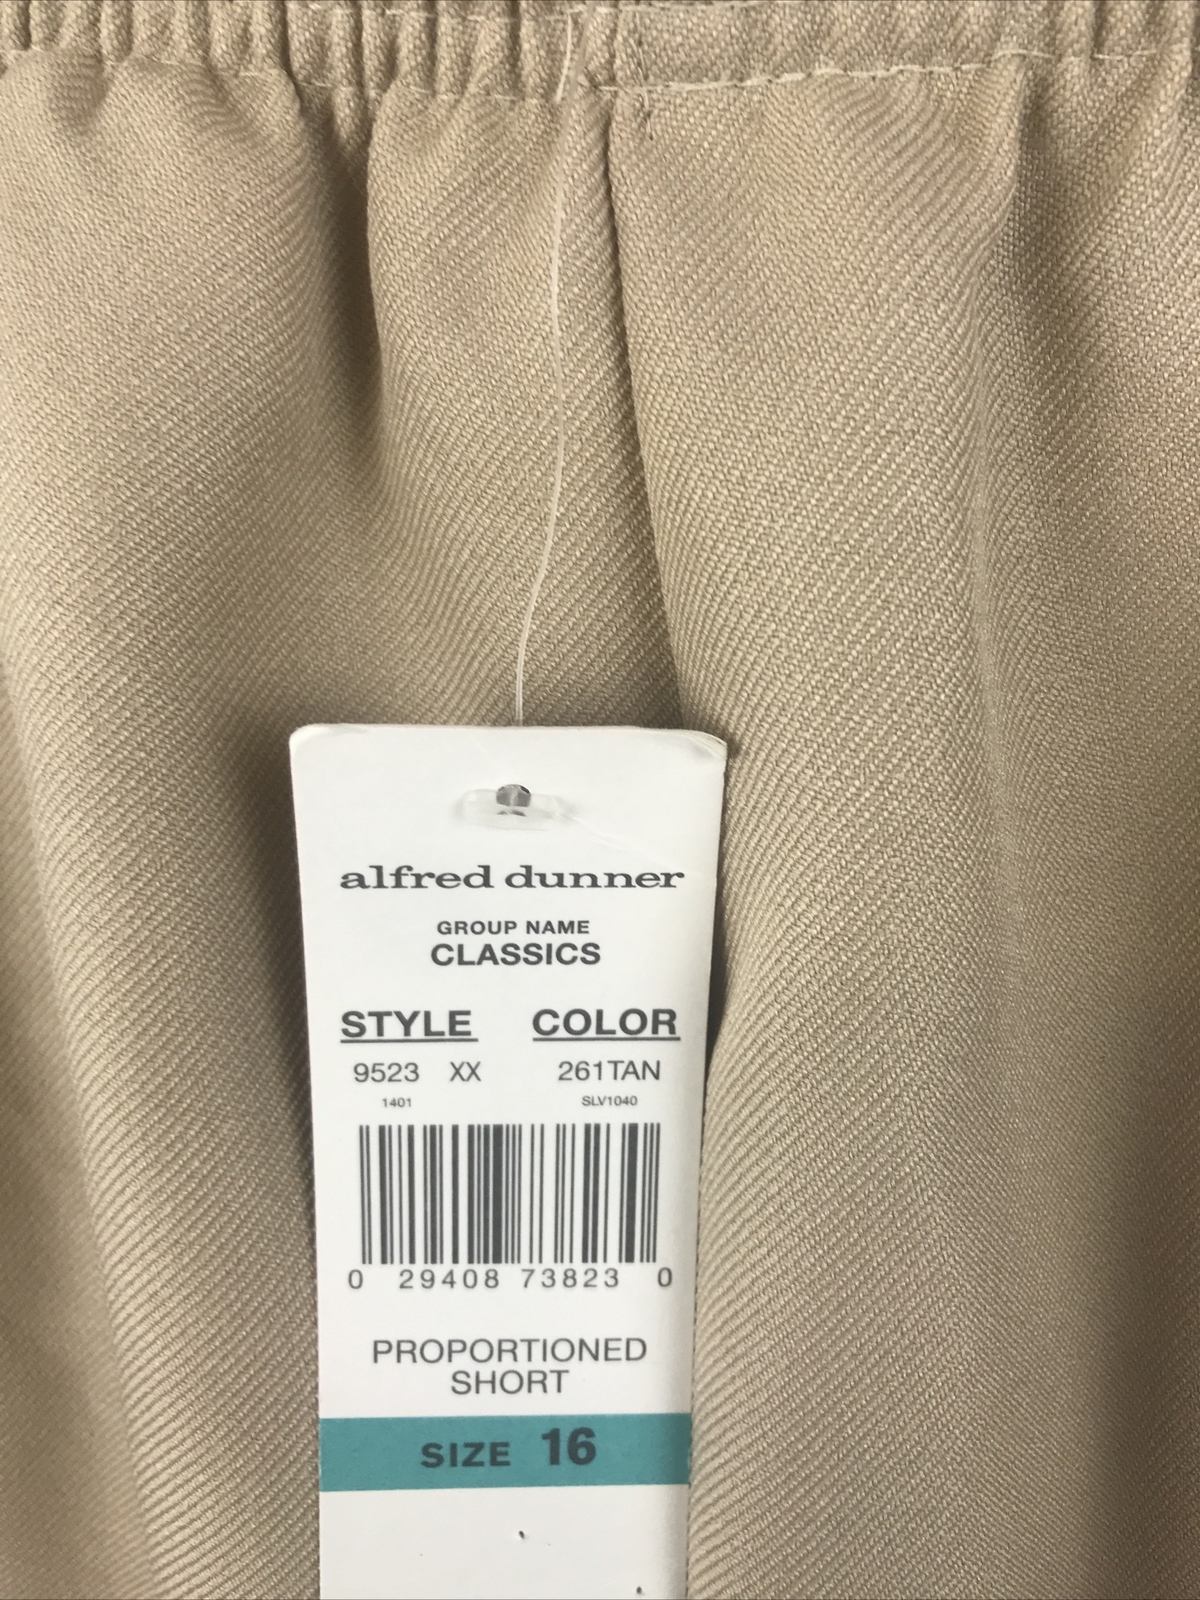 alfred dunner
GROUP NAME
CLASSICS
STYLE COLOR
9523 XX 261TAN
1401 SLV1040
0 29408 73823 0
PROPORTIONED
SHORT
SIZE 16